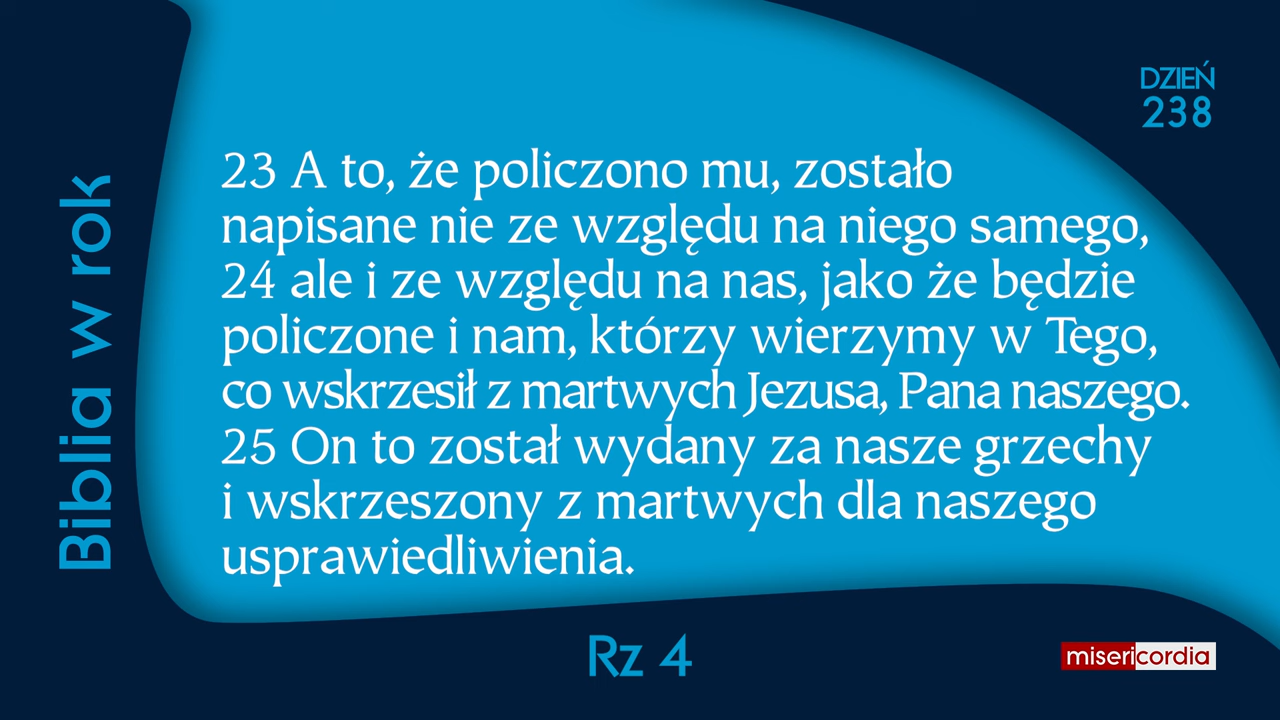 Biblia w rok
DZIEŃ
238
23 A to, że policzono mu, zostało
napisane nie ze względu na niego samego,
24 ale i ze względu na nas, jako że będzie
policzone i nam, którzy wierzymy w Tego,
co wskrzesił z martwych Jezusa, Pana naszego.
25 On to został wydany za nasze grzechy
i wskrzeszony z martwych dla naszego
usprawiedliwienia.
Rz 4
misericordia